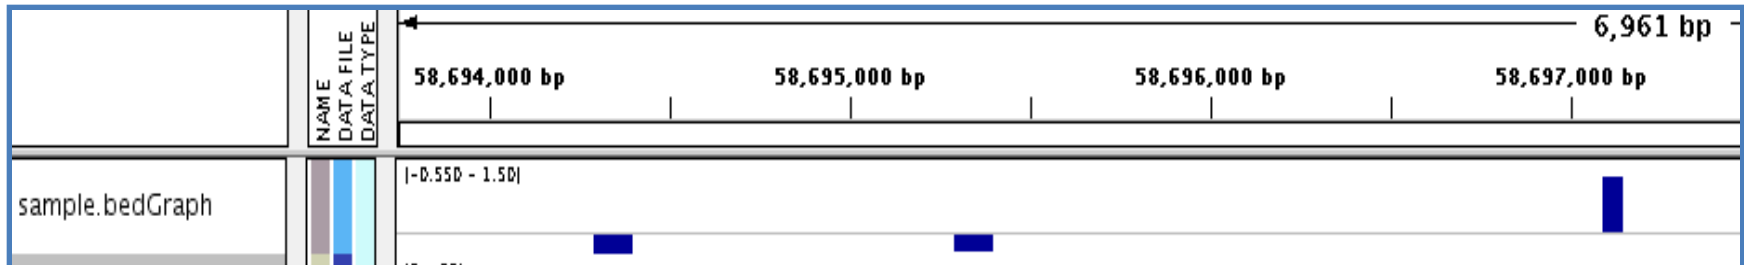 NAME
DATA FILE
DATA TYPE
6,961 bp
58,694,000 bp 58,695,000 bp 58,696,000 bp 58,697,000 bp
|-0.550 - 1.50|
sample.bedGraph